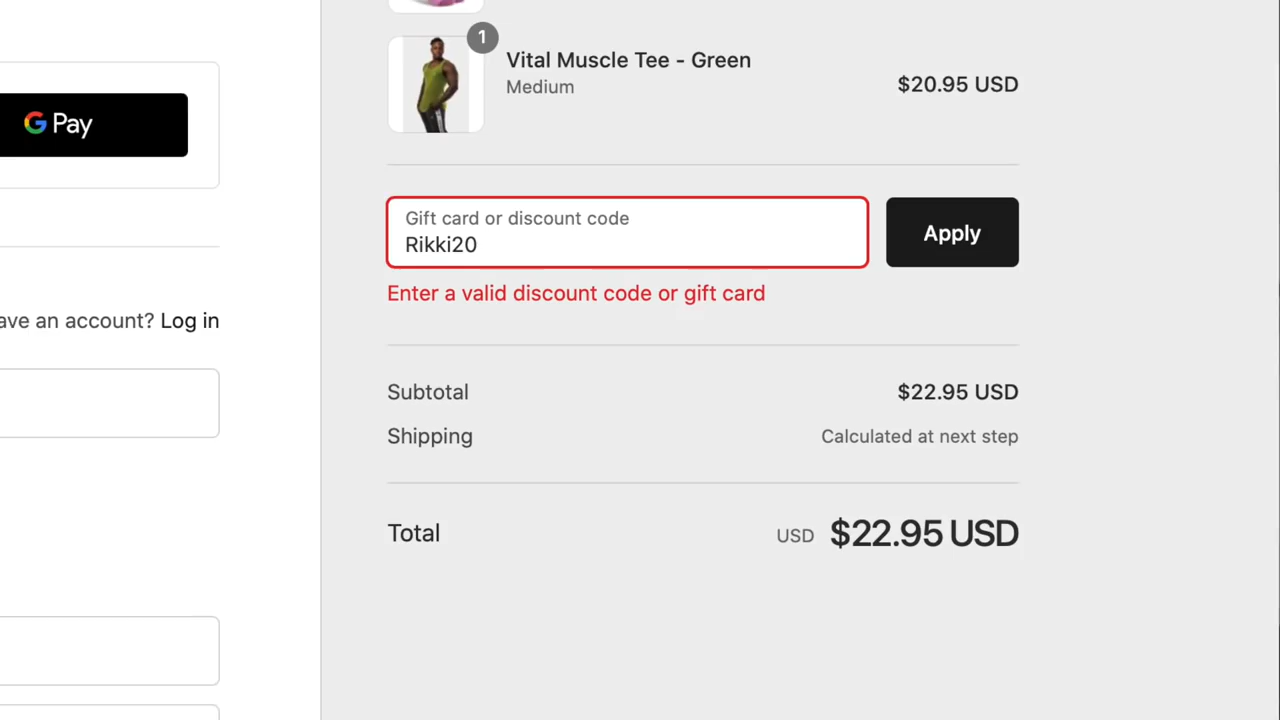 1
Vital Muscle Tee - Green
Medium
$20.95 USD
G Pay
Gift card or discount code
Rikki20
Apply
Enter a valid discount code or gift card
ave an account? Log in
Subtotal
$22.95 USD
Shipping
Calculated at next step
Total
USD $22.95 USD